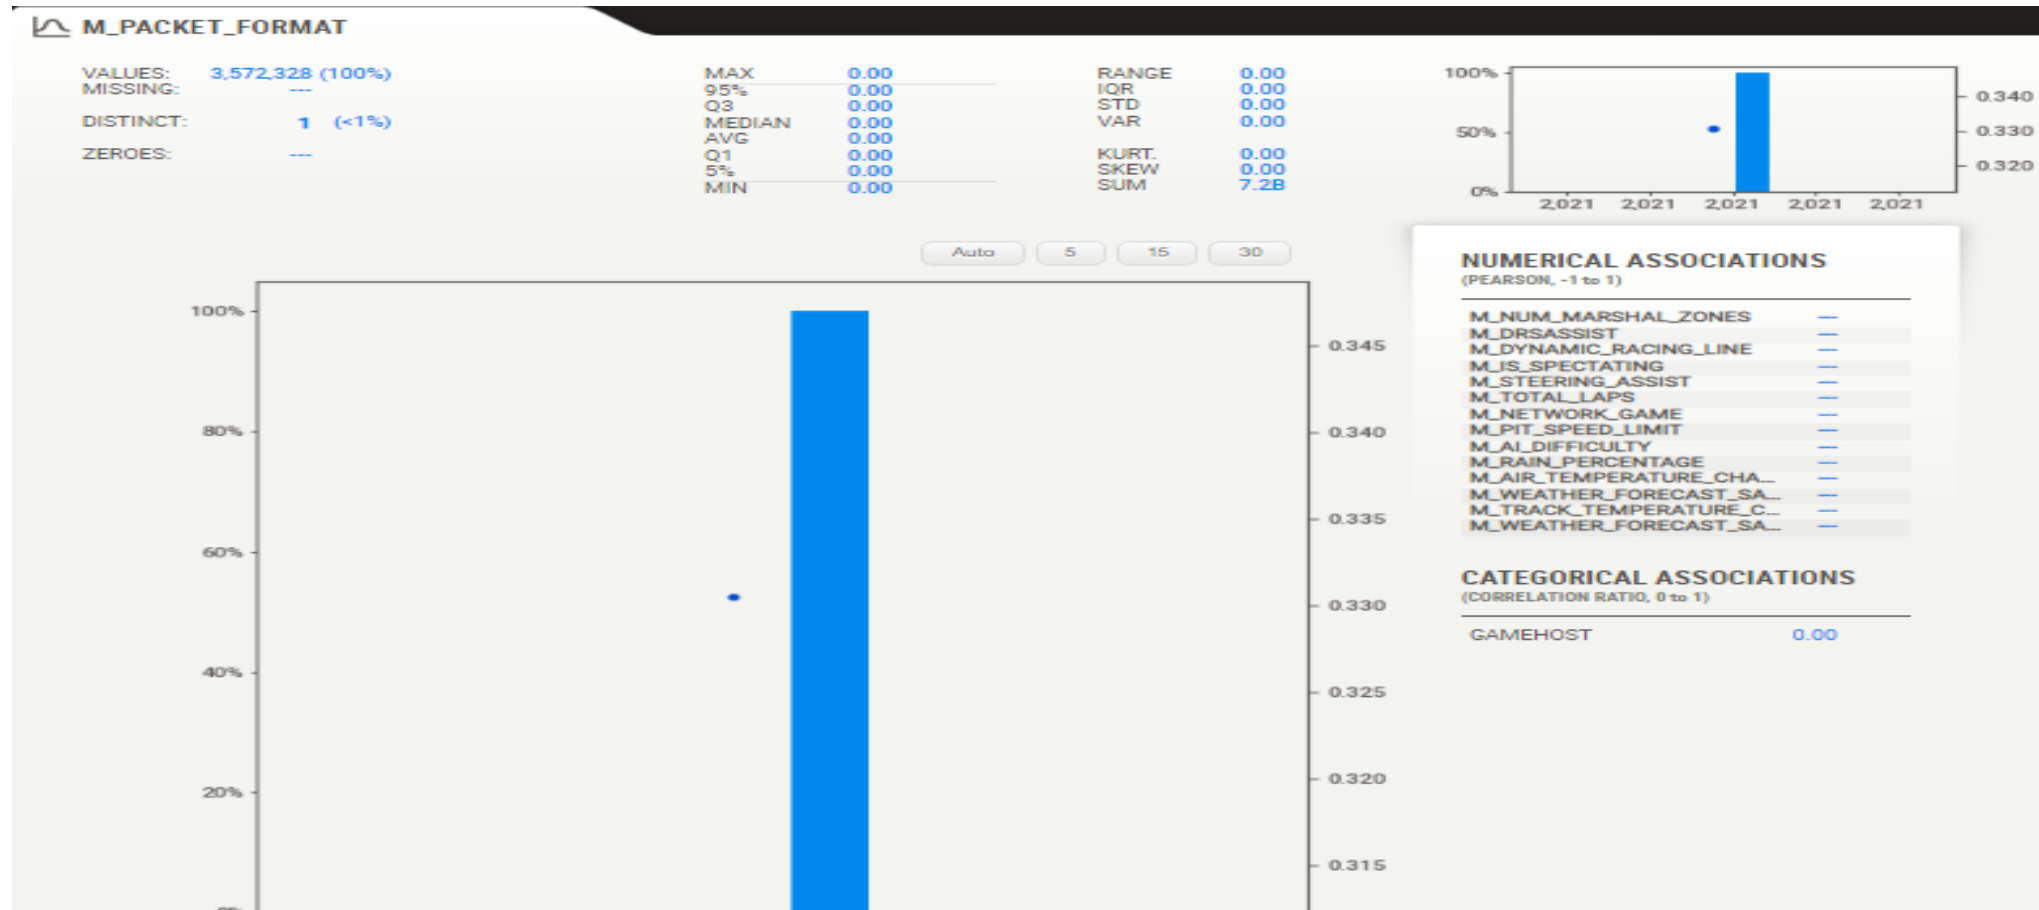 M_PACKET_FORMAT
VALUES: 3,572,328 (100%)
MISSING: ---
DISTINCT: 1 (<1%)
ZEROES: ---
MAX 0.00
95% 0.00
Q3 0.00
MEDIAN 0.00
AVG 0.00
Q1 0.00
5% 0.00
MIN 0.00
RANGE 0.00
IQR 0.00
STD 0.00
VAR 0.00
KURT. 0.00
SKEW 0.00
SUM 7.2B
100%
50%
0%
0.340
0.330
0.320
2,021 2,021 2,021 2,021 2,021
Auto 5 15 30
100%
80%
60%
40%
20%
0.345
0.340
0.335
0.330
0.325
0.320
0.315
NUMERICAL ASSOCIATIONS
(PEARSON, -1 to 1)
M_NUM_MARSHAL_ZONES ---
M_DRSASSIST ---
M_DYNAMIC_RACING_LINE ---
M_IS_SPECTATING ---
M_STEERING_ASSIST ---
M_TOTAL_LAPS ---
M_NETWORK_GAME ---
M_PIT_SPEED_LIMIT ---
M_AI_DIFFICULTY ---
M_RAIN_PERCENTAGE ---
M_AIR_TEMPERATURE_CHA... ---
M_WEATHER_FORECAST_SA... ---
M_TRACK_TEMPERATURE_C... ---
M_WEATHER_FORECAST_SA... ---
CATEGORICAL ASSOCIATIONS
(CORRELATION RATIO, 0 to 1)
GAMEHOST 0.00